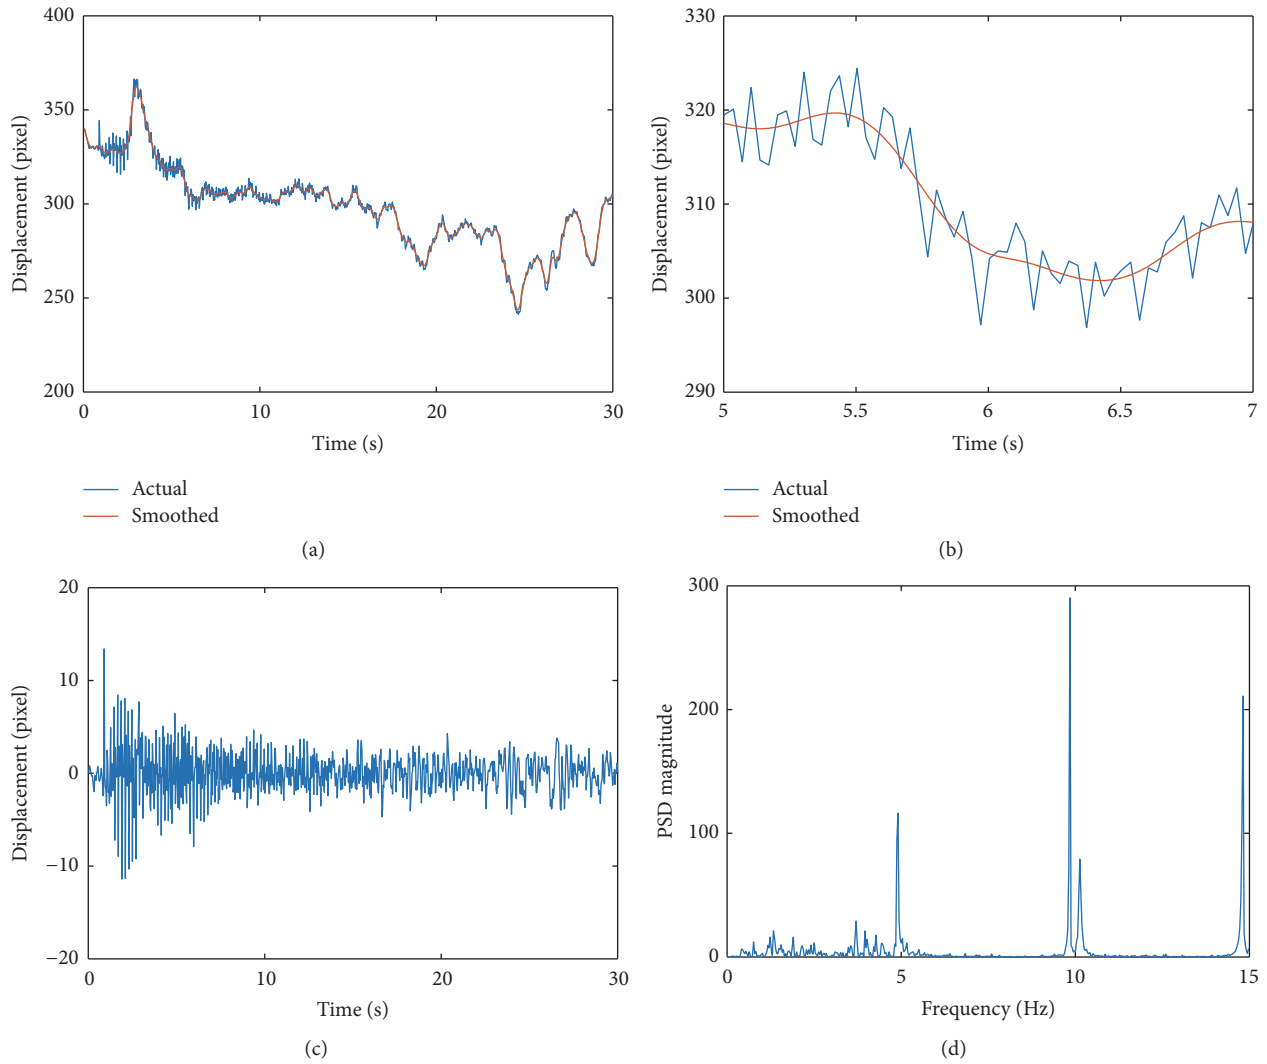 400
350
300
250
200
Displacement (pixel)
0
10
20
30
Time (s)
Actual
Smoothed
(a)
330
320
310
300
290
Displacement (pixel)
5
5.5
6
6.5
7
Time (s)
Actual
Smoothed
(b)
20
10
0
−10
−20
Displacement (pixel)
0
10
20
30
Time (s)
(c)
300
200
100
0
PSD magnitude
0
5
10
15
Frequency (Hz)
(d)